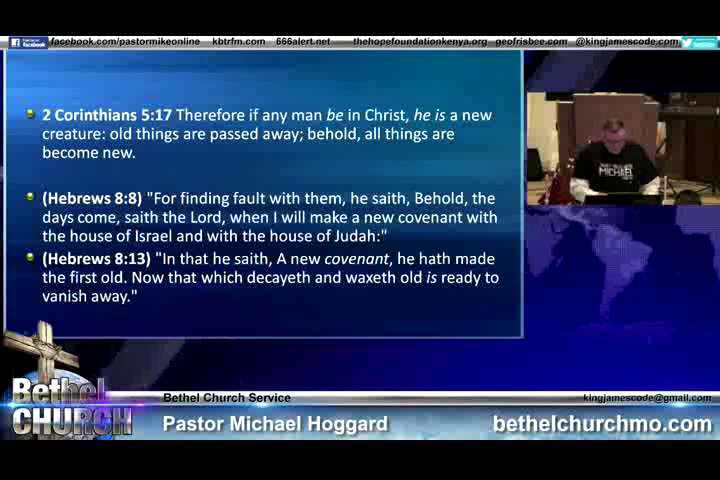 facebook.com/pastormikeonline kbtrfm.com 666alert.net thehopefoundationkenya.org geofrisbee.com @kingjamescode.com
2 Corinthians 5:17 Therefore if any man be in Christ, he is a new
creature: old things are passed away; behold, all things are
become new.
(Hebrews 8:8) "For finding fault with them, he saith, Behold, the
days come, saith the Lord, when I will make a new covenant with
the house of Israel and with the house of Judah:"
(Hebrews 8:13) "In that he saith, A new covenant, he hath made
the first old. Now that which decayeth and waxeth old is ready to
vanish away."
MICHAEL
Bethel
CHURCH
Bethel Church Service
kingjamescode@gmail.com
Pastor Michael Hoggard
bethelchurchmo.com